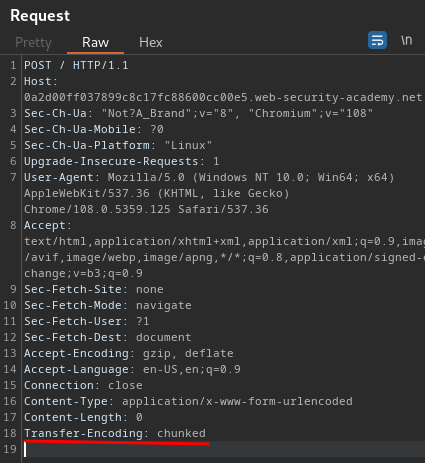 Request
Pretty Raw Hex \n
1 POST / HTTP/1.1
2 Host:
0a2d00ff037899c8c17fc88600cc00e5.web-security-academy.net
3 Sec-Ch-Ua: "Not?A_Brand";v="8", "Chromium";v="108"
4 Sec-Ch-Ua-Mobile: ?0
5 Sec-Ch-Ua-Platform: "Linux"
6 Upgrade-Insecure-Requests: 1
7 User-Agent: Mozilla/5.0 (Windows NT 10.0; Win64; x64)
AppleWebKit/537.36 (KHTML, like Gecko)
Chrome/108.0.5359.125 Safari/537.36
8 Accept:
text/html,application/xhtml+xml,application/xml;q=0.9,imag
/avif,image/webp,image/apng,*/*;q=0.8,application/signed-e
change;v=b3;q=0.9
9 Sec-Fetch-Site: none
10 Sec-Fetch-Mode: navigate
11 Sec-Fetch-User: ?1
12 Sec-Fetch-Dest: document
13 Accept-Encoding: gzip, deflate
14 Accept-Language: en-US,en;q=0.9
15 Connection: close
16 Content-Type: application/x-www-form-urlencoded
17 Content-Length: 0
18 Transfer-Encoding: chunked
19